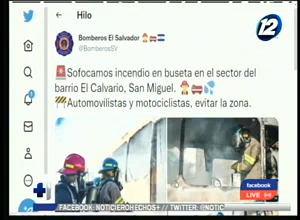 Hilo
12
Bomberos El Salvador
@BomberosSV
Sofocamos incendio en buseta en el sector del
barrio El Calvario, San Miguel.
Automovilistas y motociclistas, evitar la zona.
facebook
LIVE
FACEBOOK: NOTICIEROHECHOS+ // TWITTER: @NOTIC
facebook